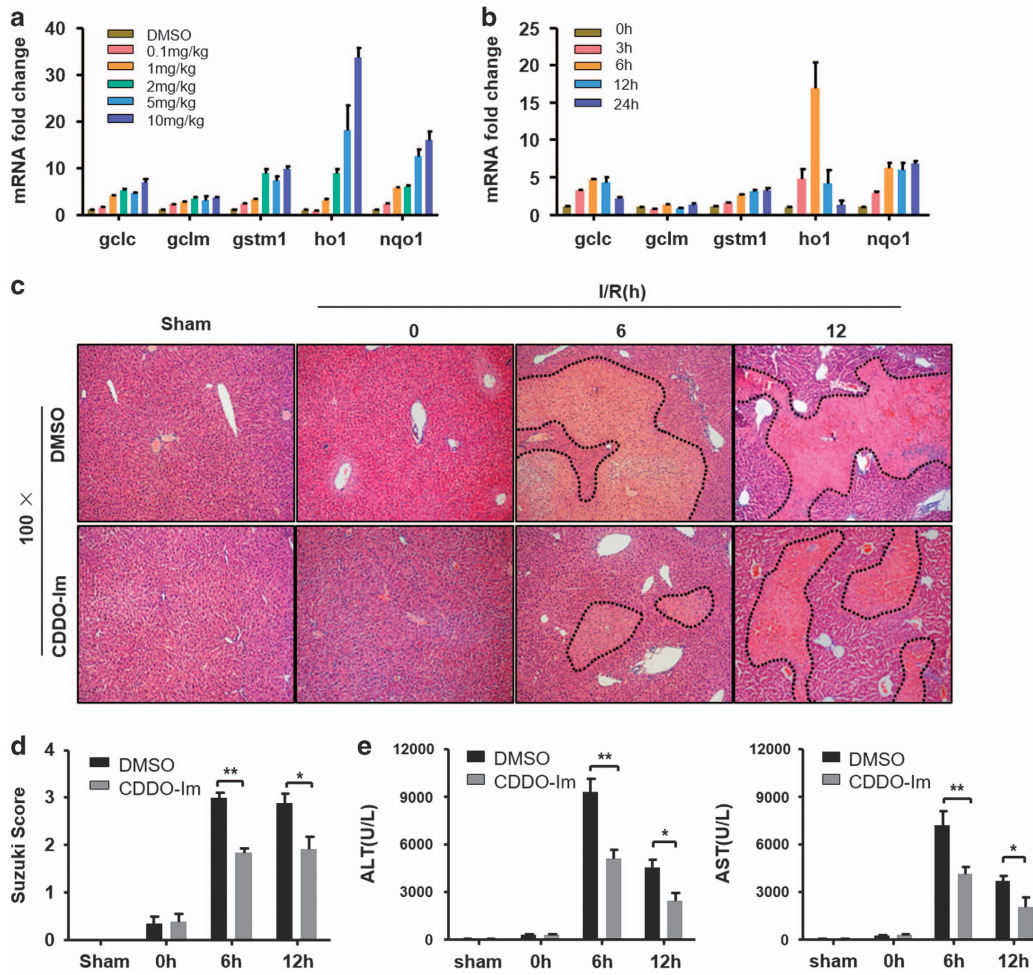 a
mRNA fold change
40
30
20
10
0
DMSO
0.1mg/kg
1mg/kg
2mg/kg
5mg/kg
10mg/kg
gclc gclm gstm1 ho1 nqo1
b
mRNA fold change
25
20
15
10
5
0
0h
3h
6h
12h
24h
gclc gclm gstm1 ho1 nqo1
c
I/R(h)
Sham 0 6 12
100 ×
DMSO
CDDO-Im
d
Suzuki Score
4
3
2
1
0
DMSO
CDDO-Im
** *
Sham 0h 6h 12h
e
ALT(U/L)
12000
9000
6000
3000
0
DMSO
CDDO-Im
** *
sham 0h 6h 12h
AST(U/L)
12000
9000
6000
3000
0
DMSO
CDDO-Im
** *
sham 0h 6h 12h